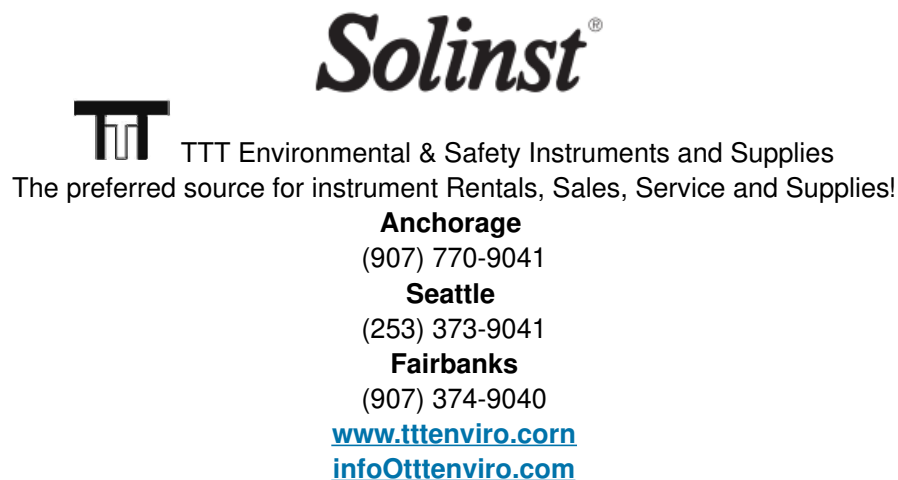 Solinst®
TTT TTT Environmental & Safety Instruments and Supplies
The preferred source for instrument Rentals, Sales, Service and Supplies!
Anchorage
(907) 770-9041
Seattle
(253) 373-9041
Fairbanks
(907) 374-9040
www.tttenviro.corn
infoOtttenviro.com